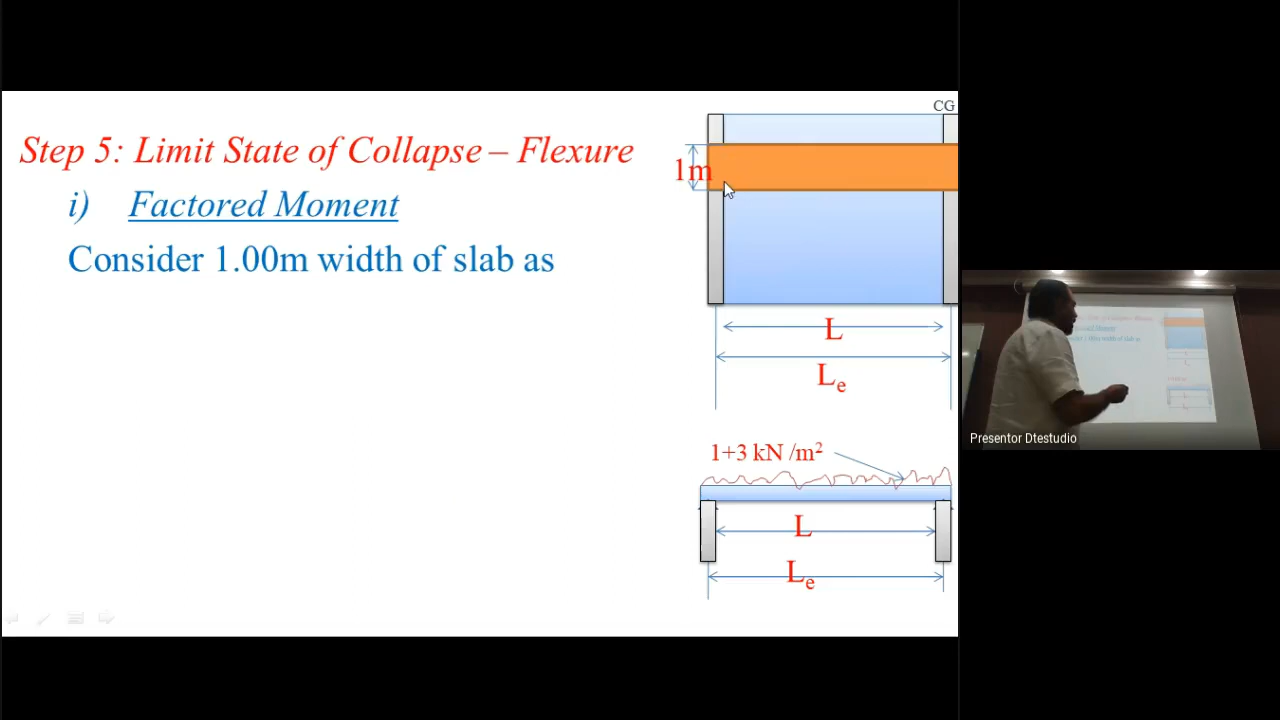 CG
Step 5: Limit State of Collapse – Flexure
i) Factored Moment
Consider 1.00m width of slab as
1m
L
Le
1+3 kN /m²
L
Le
Presentor Dtestudio